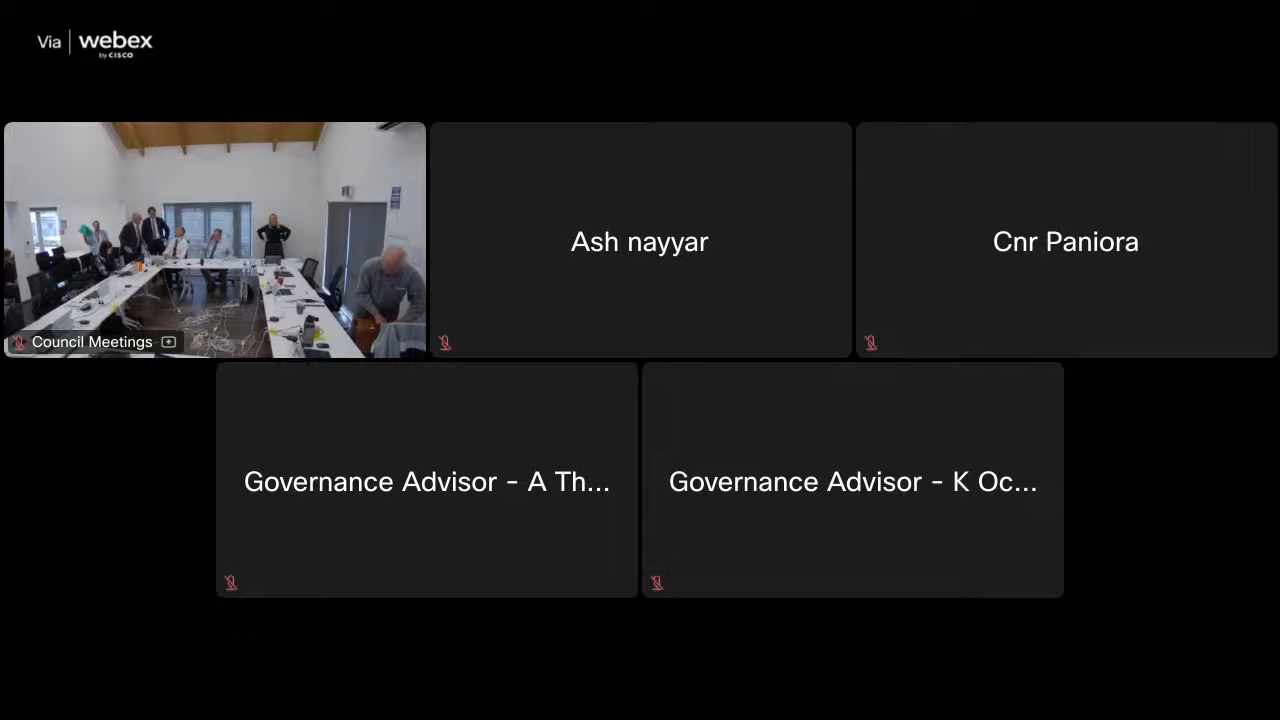 Via | webex
by CISCO
Ash nayyar
Cnr Paniora
Council Meetings
Governance Advisor - A Th...
Governance Advisor - K Oc...